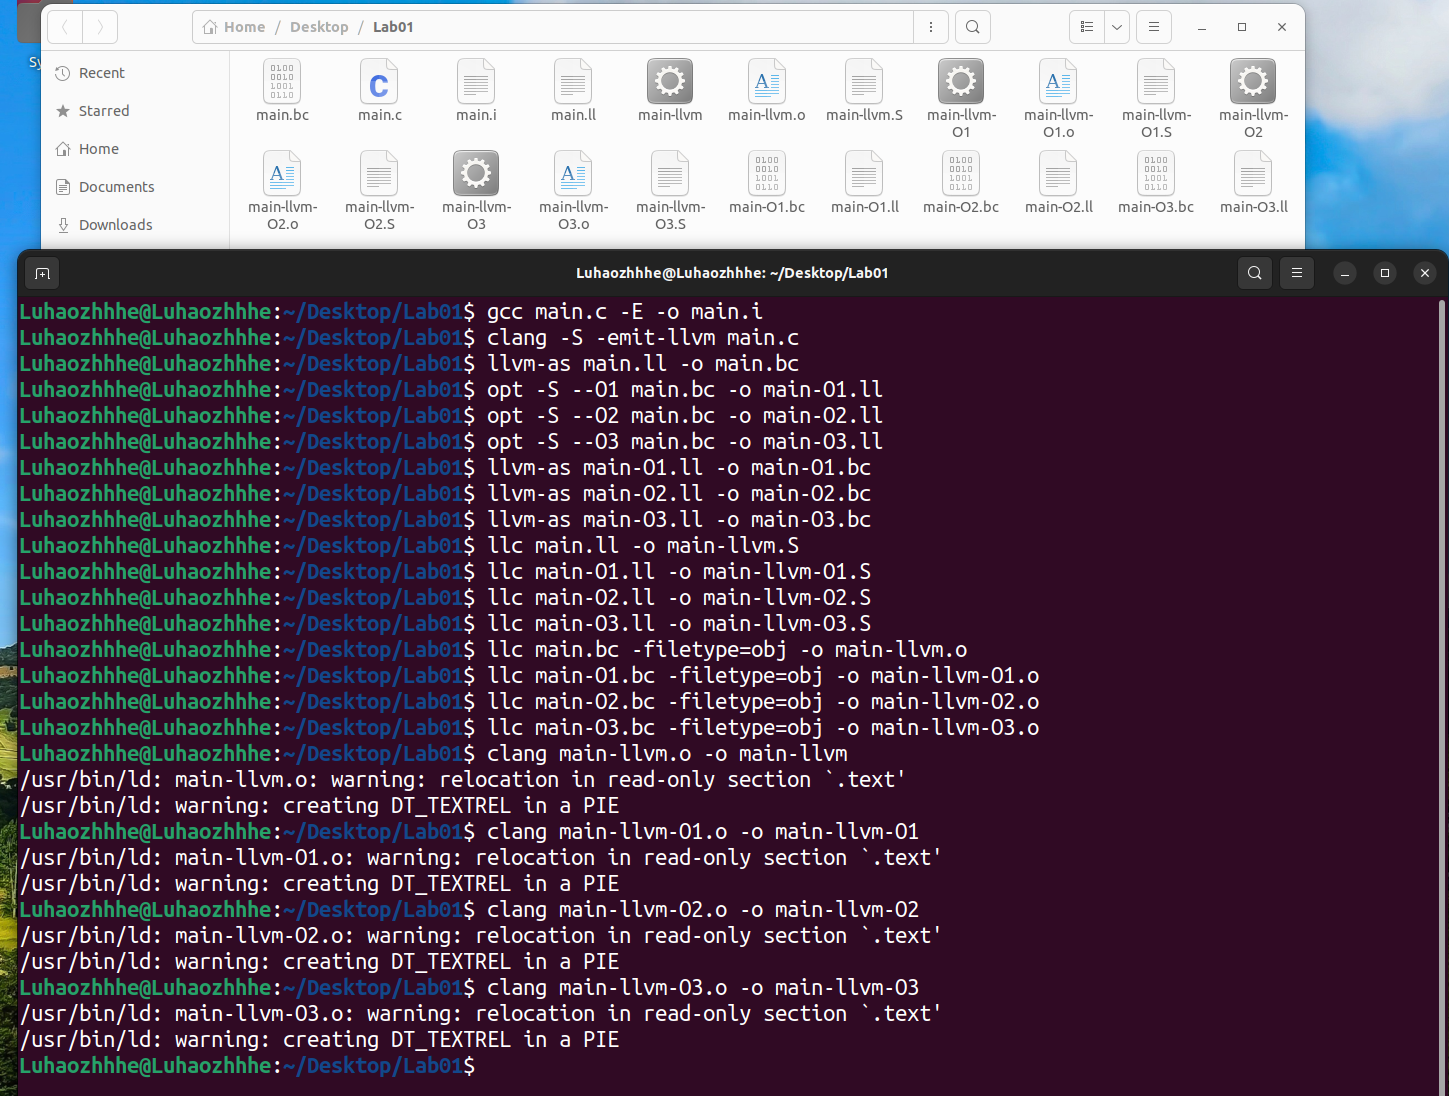 Sy
Home / Desktop / Lab01
Recent
Starred
Home
Documents
Downloads
main.bc
main.c
main.i
main.ll
main-llvm
main-llvm.o
main-llvm.S
main-llvm-
O1
main-llvm-
O1.o
main-llvm-
O1.S
main-llvm-
O2
main-llvm-
O2.o
main-llvm-
O2.S
main-llvm-
O3
main-llvm-
O3.o
main-llvm-
O3.S
main-O1.bc
main-O1.ll
main-O2.bc
main-O2.ll
main-O3.bc
main-O3.ll
Luhaozhhhe@Luhaozhhhe: ~/Desktop/Lab01
Luhaozhhhe@Luhaozhhhe:~/Desktop/Lab01$ gcc main.c -E -o main.i
Luhaozhhhe@Luhaozhhhe:~/Desktop/Lab01$ clang -S -emit-llvm main.c
Luhaozhhhe@Luhaozhhhe:~/Desktop/Lab01$ llvm-as main.ll -o main.bc
Luhaozhhhe@Luhaozhhhe:~/Desktop/Lab01$ opt -S --O1 main.bc -o main-O1.ll
Luhaozhhhe@Luhaozhhhe:~/Desktop/Lab01$ opt -S --O2 main.bc -o main-O2.ll
Luhaozhhhe@Luhaozhhhe:~/Desktop/Lab01$ opt -S --O3 main.bc -o main-O3.ll
Luhaozhhhe@Luhaozhhhe:~/Desktop/Lab01$ llvm-as main-O1.ll -o main-O1.bc
Luhaozhhhe@Luhaozhhhe:~/Desktop/Lab01$ llvm-as main-O2.ll -o main-O2.bc
Luhaozhhhe@Luhaozhhhe:~/Desktop/Lab01$ llvm-as main-O3.ll -o main-O3.bc
Luhaozhhhe@Luhaozhhhe:~/Desktop/Lab01$ llc main.ll -o main-llvm.S
Luhaozhhhe@Luhaozhhhe:~/Desktop/Lab01$ llc main-O1.ll -o main-llvm-O1.S
Luhaozhhhe@Luhaozhhhe:~/Desktop/Lab01$ llc main-O2.ll -o main-llvm-O2.S
Luhaozhhhe@Luhaozhhhe:~/Desktop/Lab01$ llc main-O3.ll -o main-llvm-O3.S
Luhaozhhhe@Luhaozhhhe:~/Desktop/Lab01$ llc main.bc -filetype=obj -o main-llvm.o
Luhaozhhhe@Luhaozhhhe:~/Desktop/Lab01$ llc main-O1.bc -filetype=obj -o main-llvm-O1.o
Luhaozhhhe@Luhaozhhhe:~/Desktop/Lab01$ llc main-O2.bc -filetype=obj -o main-llvm-O2.o
Luhaozhhhe@Luhaozhhhe:~/Desktop/Lab01$ llc main-O3.bc -filetype=obj -o main-llvm-O3.o
Luhaozhhhe@Luhaozhhhe:~/Desktop/Lab01$ clang main-llvm.o -o main-llvm
/usr/bin/ld: main-llvm.o: warning: relocation in read-only section `.text'
/usr/bin/ld: warning: creating DT_TEXTREL in a PIE
Luhaozhhhe@Luhaozhhhe:~/Desktop/Lab01$ clang main-llvm-O1.o -o main-llvm-O1
/usr/bin/ld: main-llvm-O1.o: warning: relocation in read-only section `.text'
/usr/bin/ld: warning: creating DT_TEXTREL in a PIE
Luhaozhhhe@Luhaozhhhe:~/Desktop/Lab01$ clang main-llvm-O2.o -o main-llvm-O2
/usr/bin/ld: main-llvm-O2.o: warning: relocation in read-only section `.text'
/usr/bin/ld: warning: creating DT_TEXTREL in a PIE
Luhaozhhhe@Luhaozhhhe:~/Desktop/Lab01$ clang main-llvm-O3.o -o main-llvm-O3
/usr/bin/ld: main-llvm-O3.o: warning: relocation in read-only section `.text'
/usr/bin/ld: warning: creating DT_TEXTREL in a PIE
Luhaozhhhe@Luhaozhhhe:~/Desktop/Lab01$